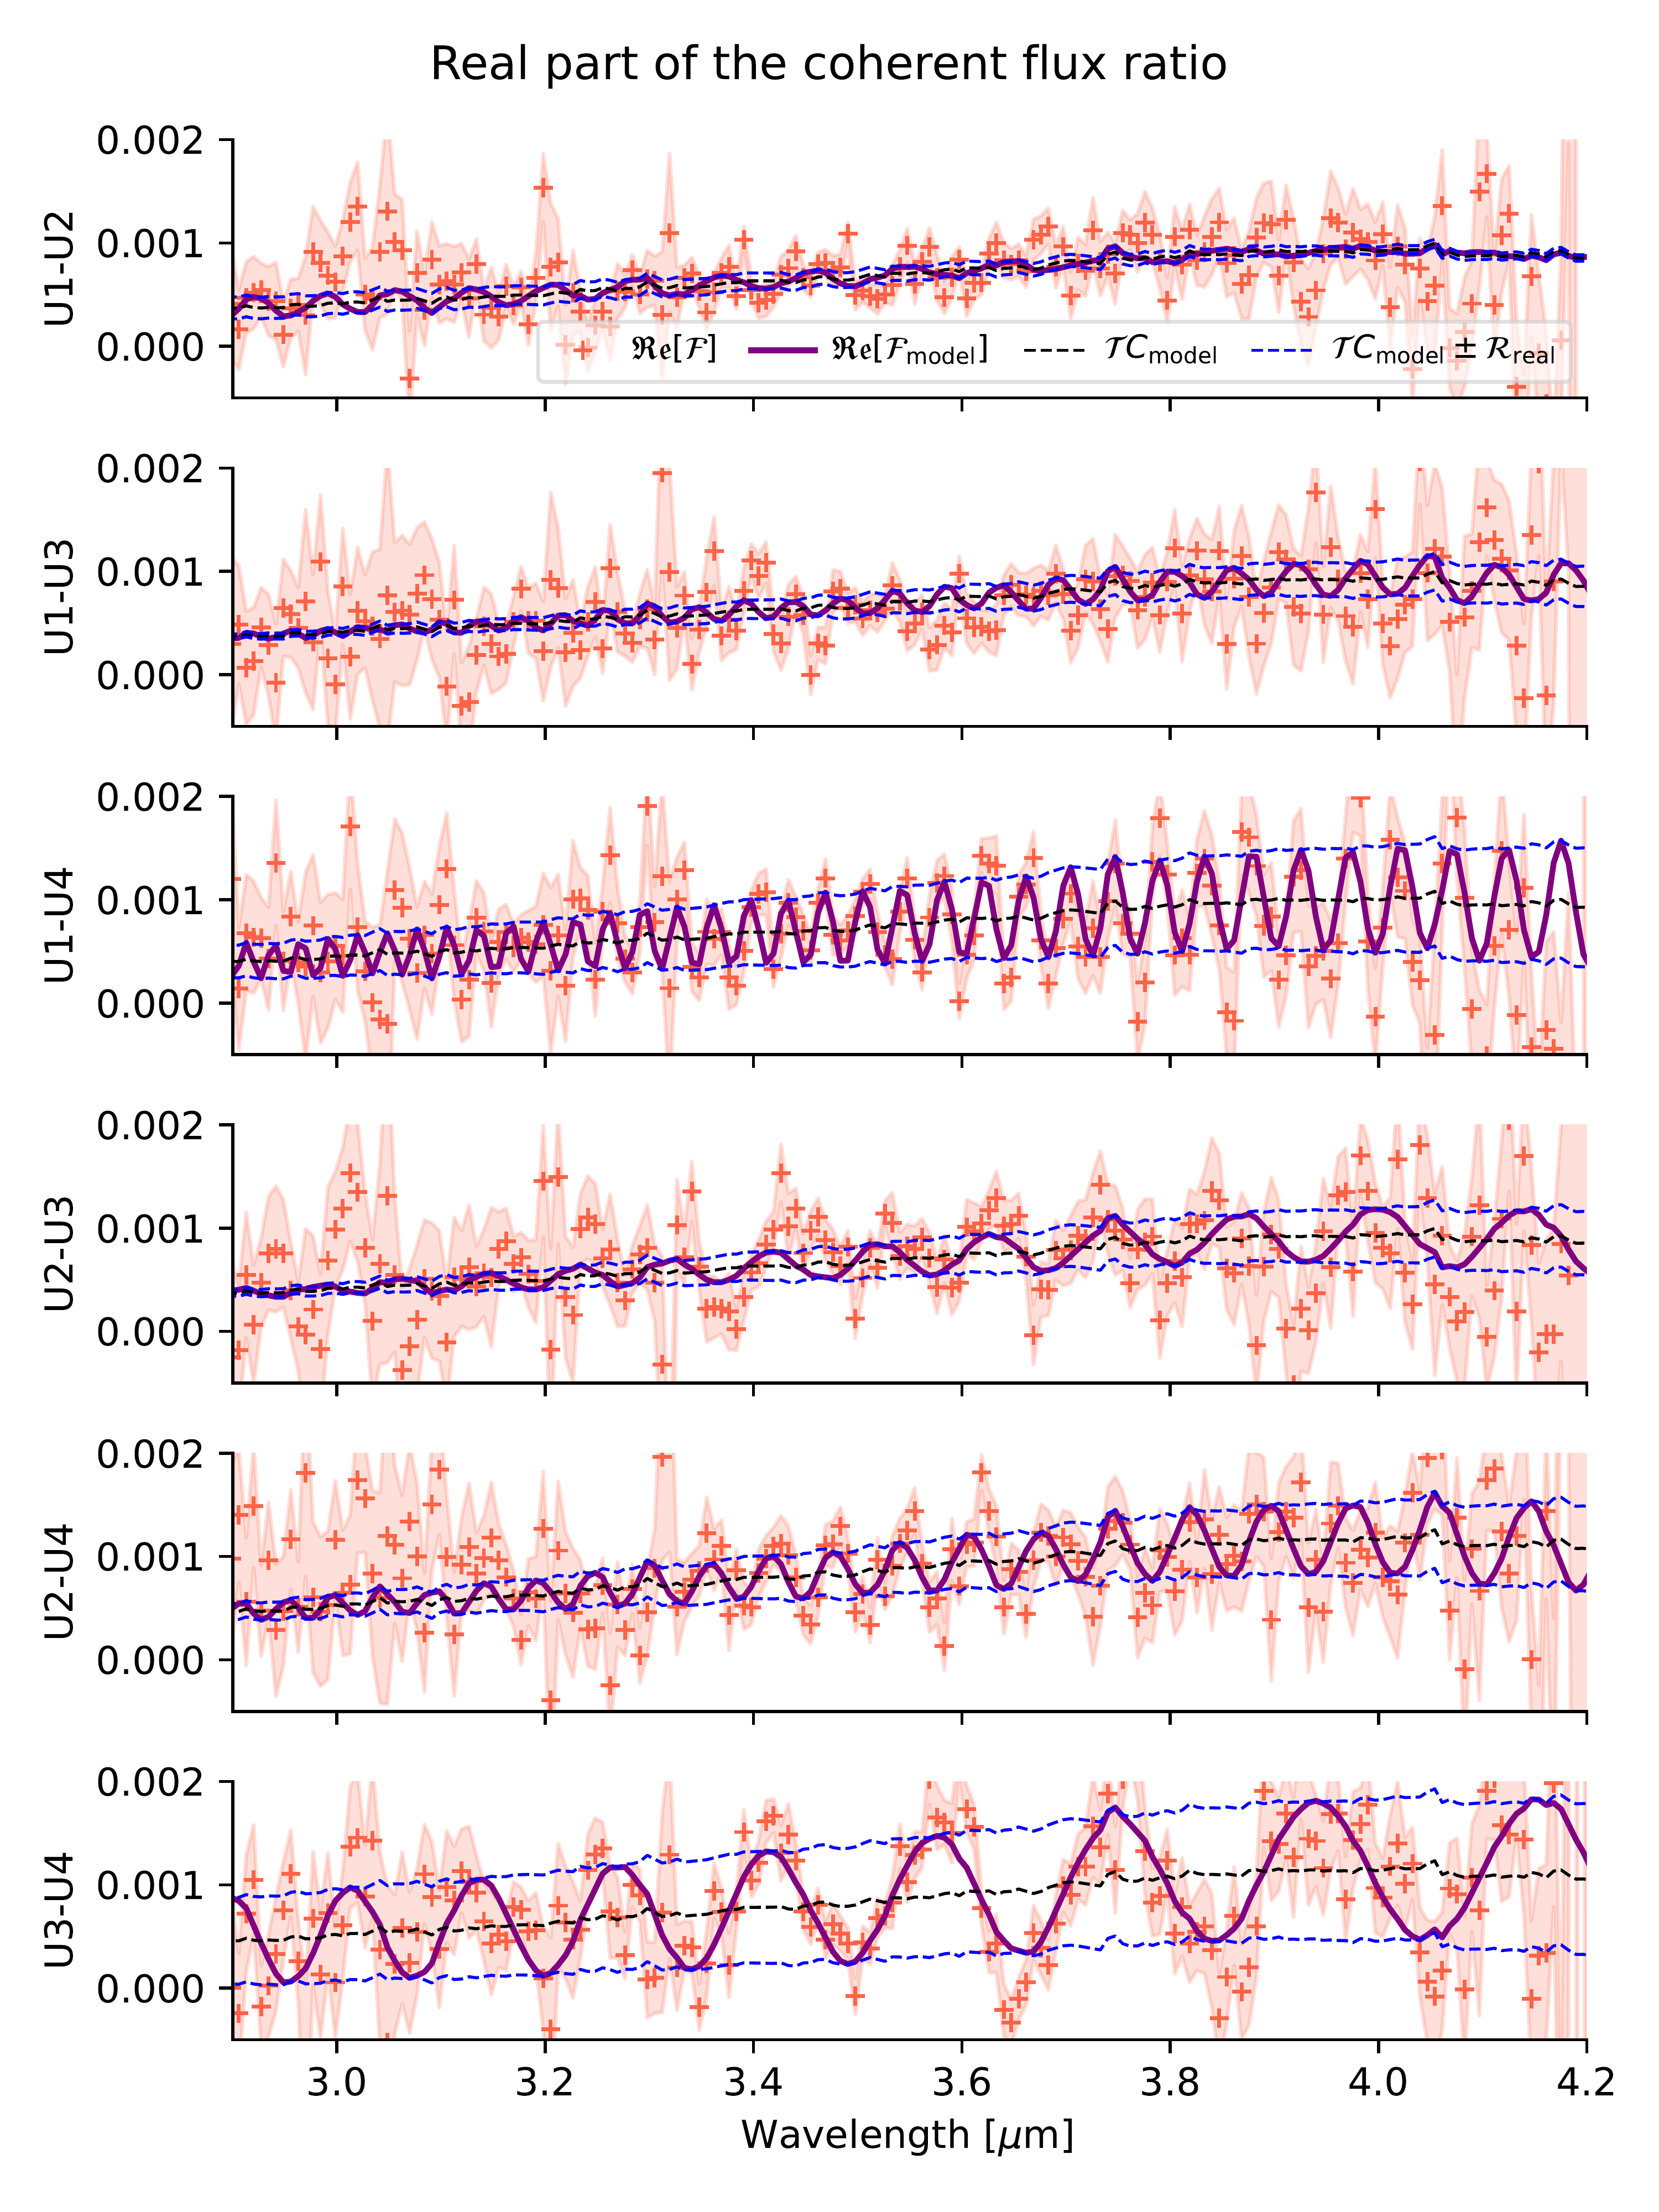 Real part of the coherent flux ratio
U1-U2
0.002
0.001
0.000
ℜ𝔢[ℱ] ℜ𝔢[ℱmodel] 𝒯Cmodel 𝒯Cmodel ± ℛreal
U1-U3
0.002
0.001
0.000
U1-U4
0.002
0.001
0.000
U2-U3
0.002
0.001
0.000
U2-U4
0.002
0.001
0.000
U3-U4
0.002
0.001
0.000
3.0 3.2 3.4 3.6 3.8 4.0 4.2
Wavelength [μm]